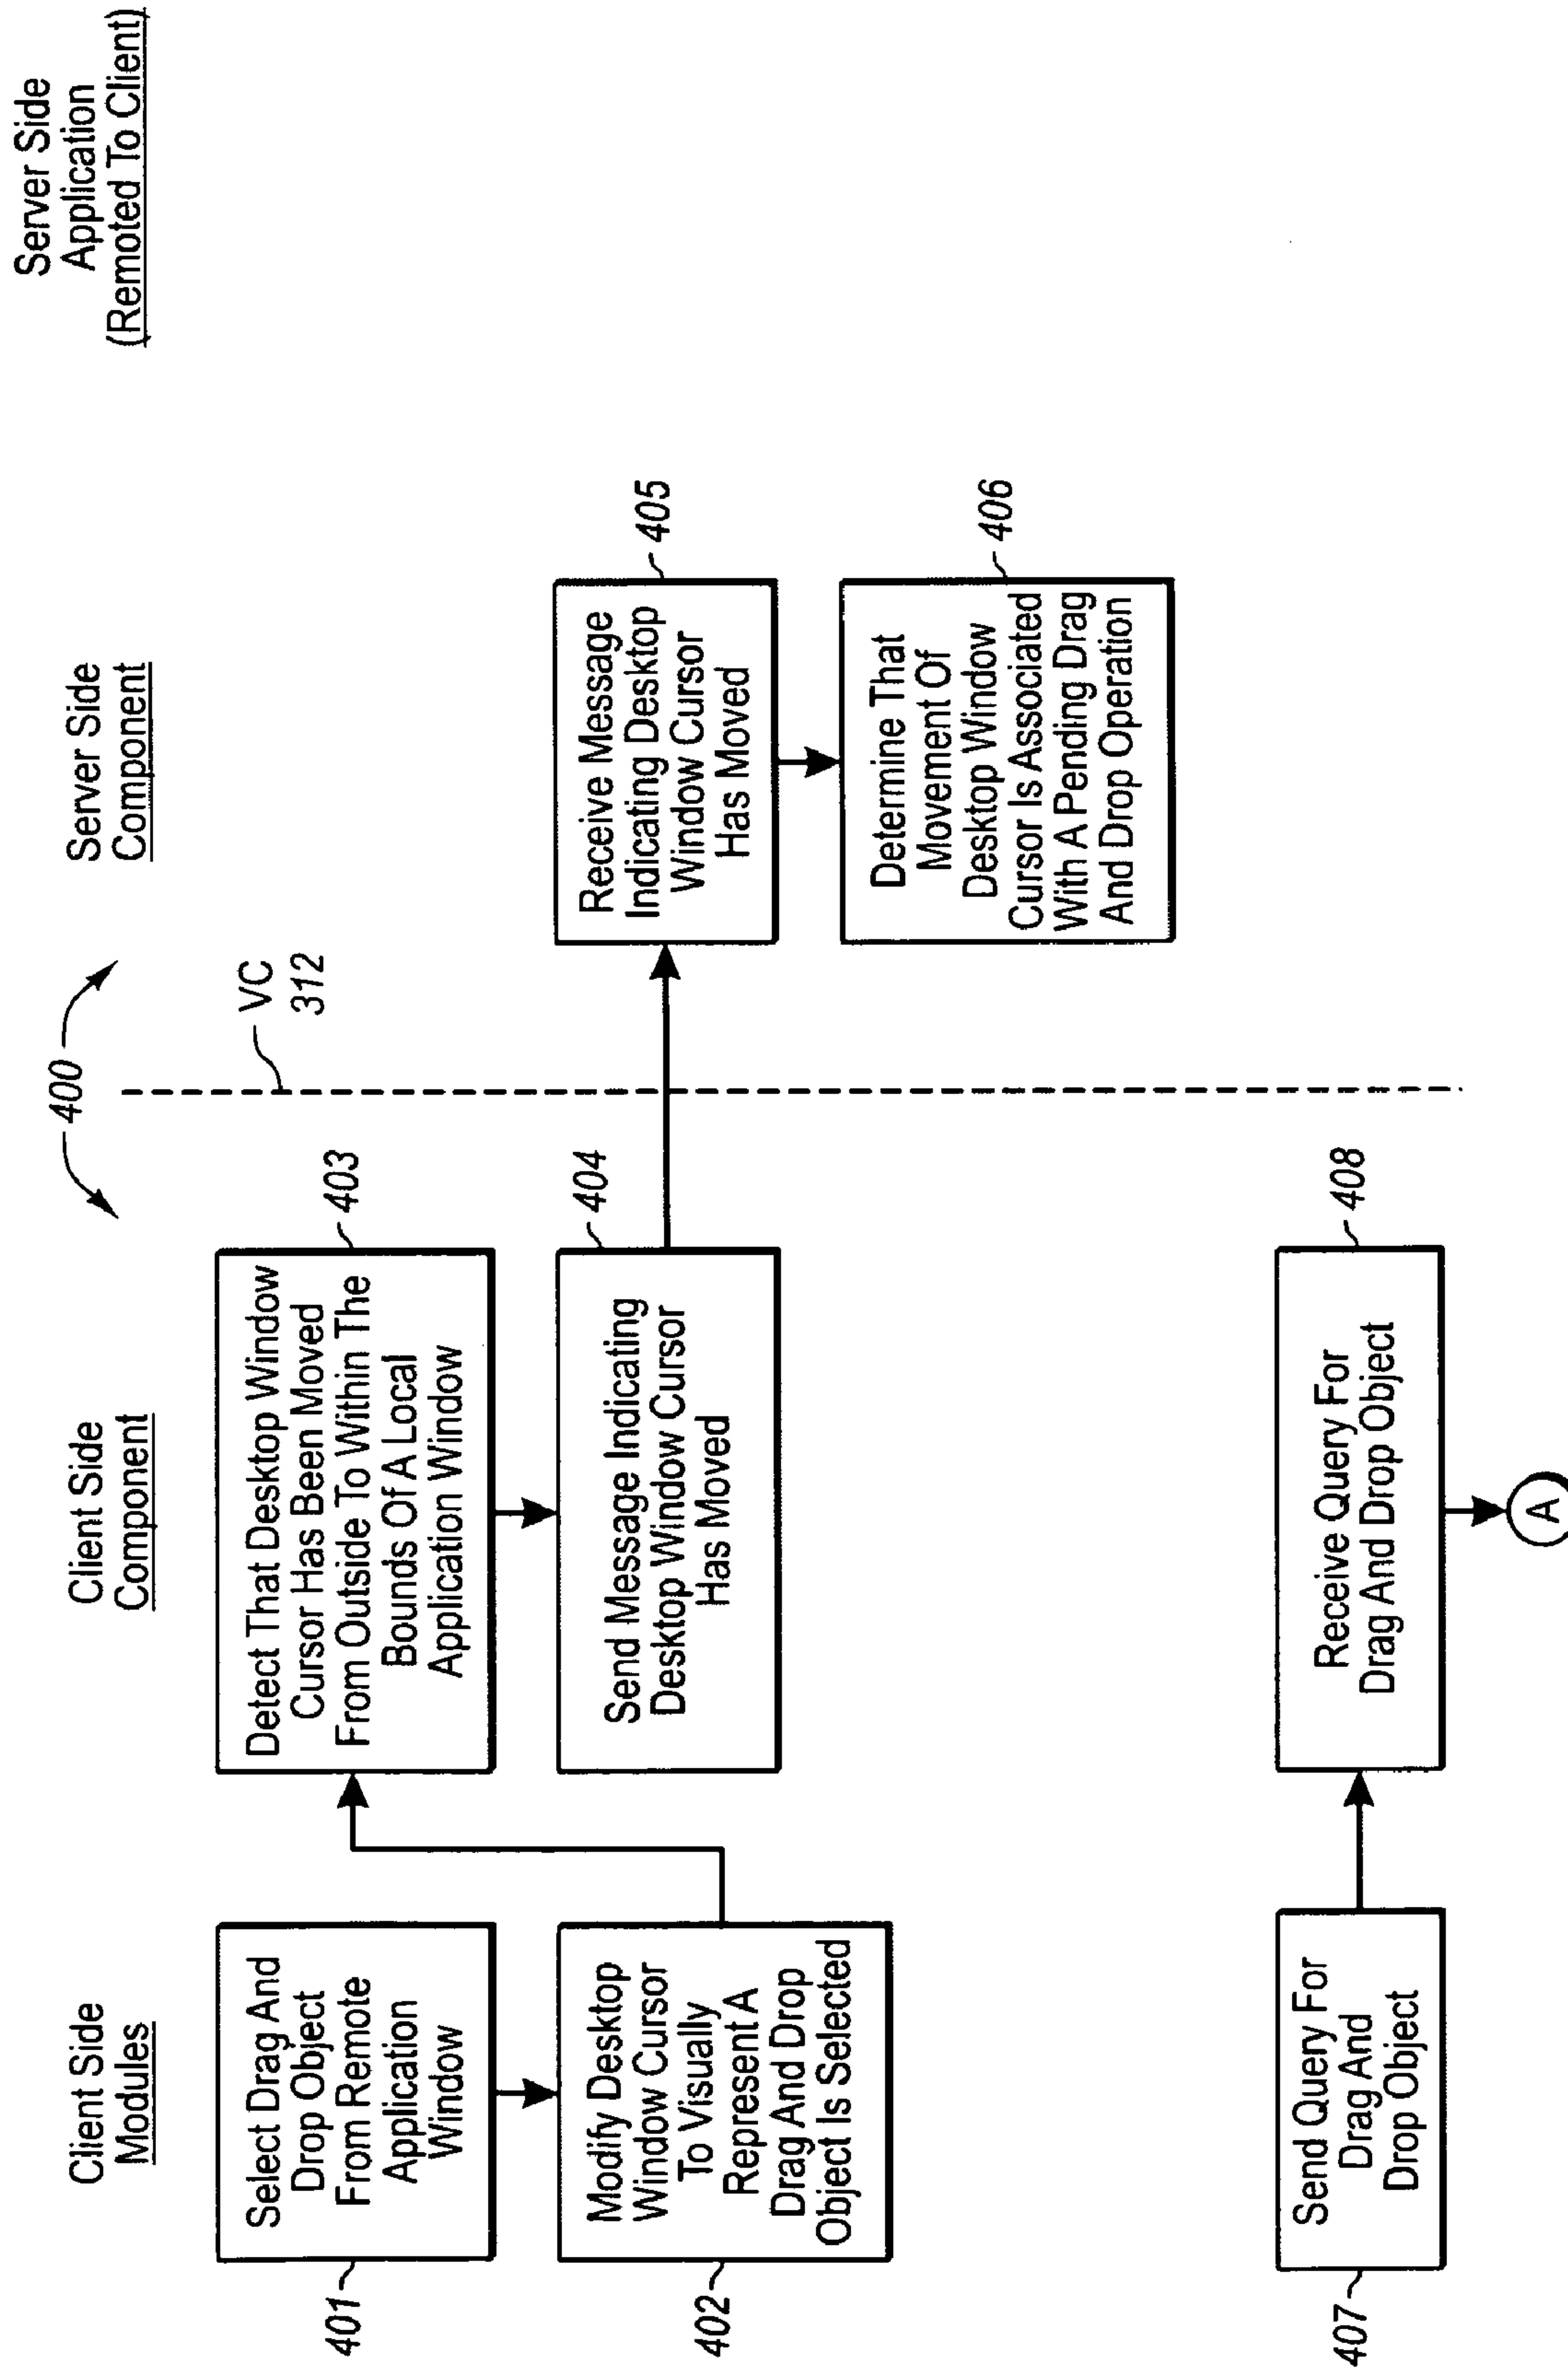 400
Client Side
Modules
Client Side
Component
Server Side
Component
Server Side
Application
(Remoted To Client)
VC
312
401
Select Drag And
Drop Object
From Remote
Application
Window
402
Modify Desktop
Window Cursor
To Visually
Represent A
Drag And Drop
Object Is Selected
403
Detect That Desktop Window
Cursor Has Been Moved
From Outside To Within The
Bounds Of A Local
Application Window
404
Send Message Indicating
Desktop Window Cursor
Has Moved
405
Receive Message
Indicating Desktop
Window Cursor
Has Moved
406
Determine That
Movement Of
Desktop Window
Cursor Is Associated
With A Pending Drag
And Drop Operation
407
Send Query For
Drag And
Drop Object
408
Receive Query For
Drag And Drop Object
A